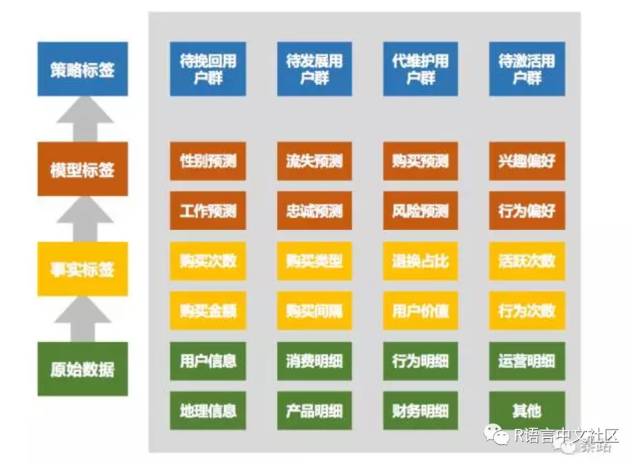 策略标签
待挽回用
户群
待发展用
户群
代维护用
户群
待激活用
户群
模型标签
性别预测
流失预测
购买预测
兴趣偏好
工作预测
忠诚预测
风险预测
行为偏好
事实标签
购买次数
购买类型
退换占比
活跃次数
购买金额
购买间隔
用户价值
行为次数
原始数据
用户信息
消费明细
行为明细
运营明细
地理信息
产品明细
财务明细
其他
R语言中文社区